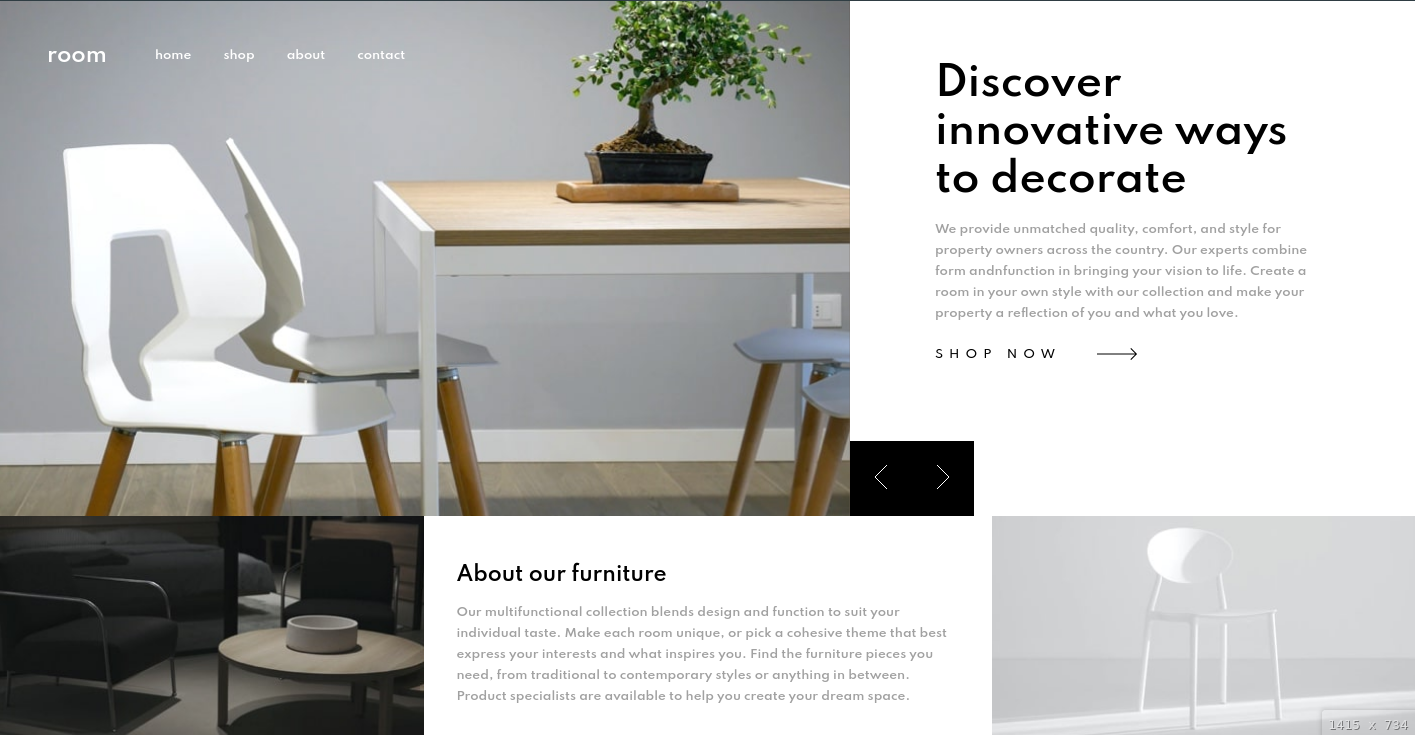 room
home shop about contact
Discover
innovative ways
to decorate
We provide unmatched quality, comfort, and style for
property owners across the country. Our experts combine
form andnfunction in bringing your vision to life. Create a
room in your own style with our collection and make your
property a reflection of you and what you love.
SHOP NOW
About our furniture
Our multifunctional collection blends design and function to suit your
individual taste. Make each room unique, or pick a cohesive theme that best
express your interests and what inspires you. Find the furniture pieces you
need, from traditional to contemporary styles or anything in between.
Product specialists are available to help you create your dream space.
1415 x 734